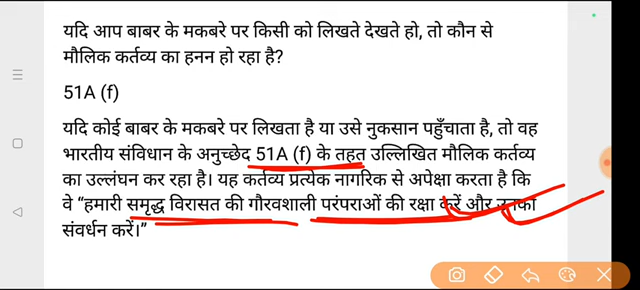 यदि आप बाबर के मकबरे पर किसी को लिखते देखते हो, तो कौन से
मौलिक कर्तव्य का हनन हो रहा है?
51A (f)
यदि कोई बाबर के मकबरे पर लिखता है या उसे नुकसान पहुँचाता है, तो वह
भारतीय संविधान के अनुच्छेद 51A (f) के तहत उल्लिखित मौलिक कर्तव्य
का उल्लंघन कर रहा है। यह कर्तव्य प्रत्येक नागरिक से अपेक्षा करता है कि
वे “हमारी समृद्ध विरासत की गौरवशाली परंपराओं की रक्षा करें और उनका
संवर्धन करें।”